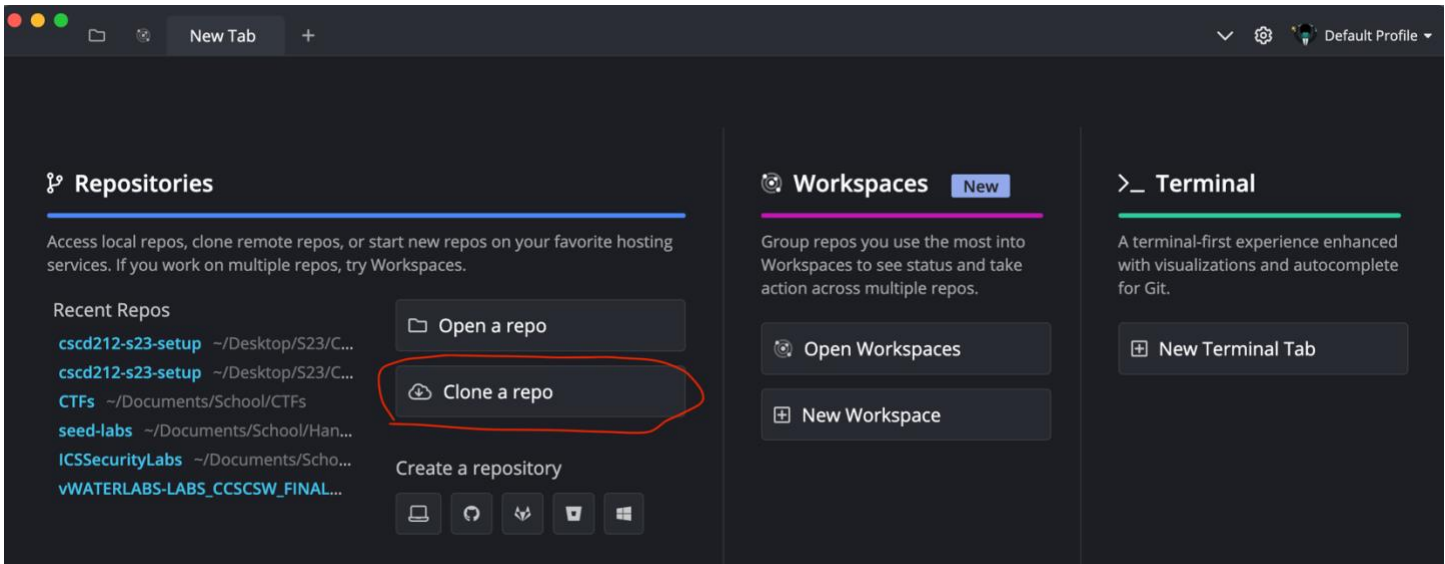 New Tab +
Default Profile
Repositories
Access local repos, clone remote repos, or start new repos on your favorite hosting
services. If you work on multiple repos, try Workspaces.
Recent Repos
cscd212-s23-setup ~/Desktop/S23/C...
cscd212-s23-setup ~/Desktop/S23/C...
CTFs ~/Documents/School/CTFs
seed-labs ~/Documents/School/Han...
ICSSecurityLabs ~/Documents/Scho...
vWATERLABS-LABS_CCSCSW_FINAL...
Open a repo
Clone a repo
Create a repository
Workspaces New
Group repos you use the most into
Workspaces to see status and take
action across multiple repos.
Open Workspaces
New Workspace
>_ Terminal
A terminal-first experience enhanced
with visualizations and autocomplete
for Git.
New Terminal Tab